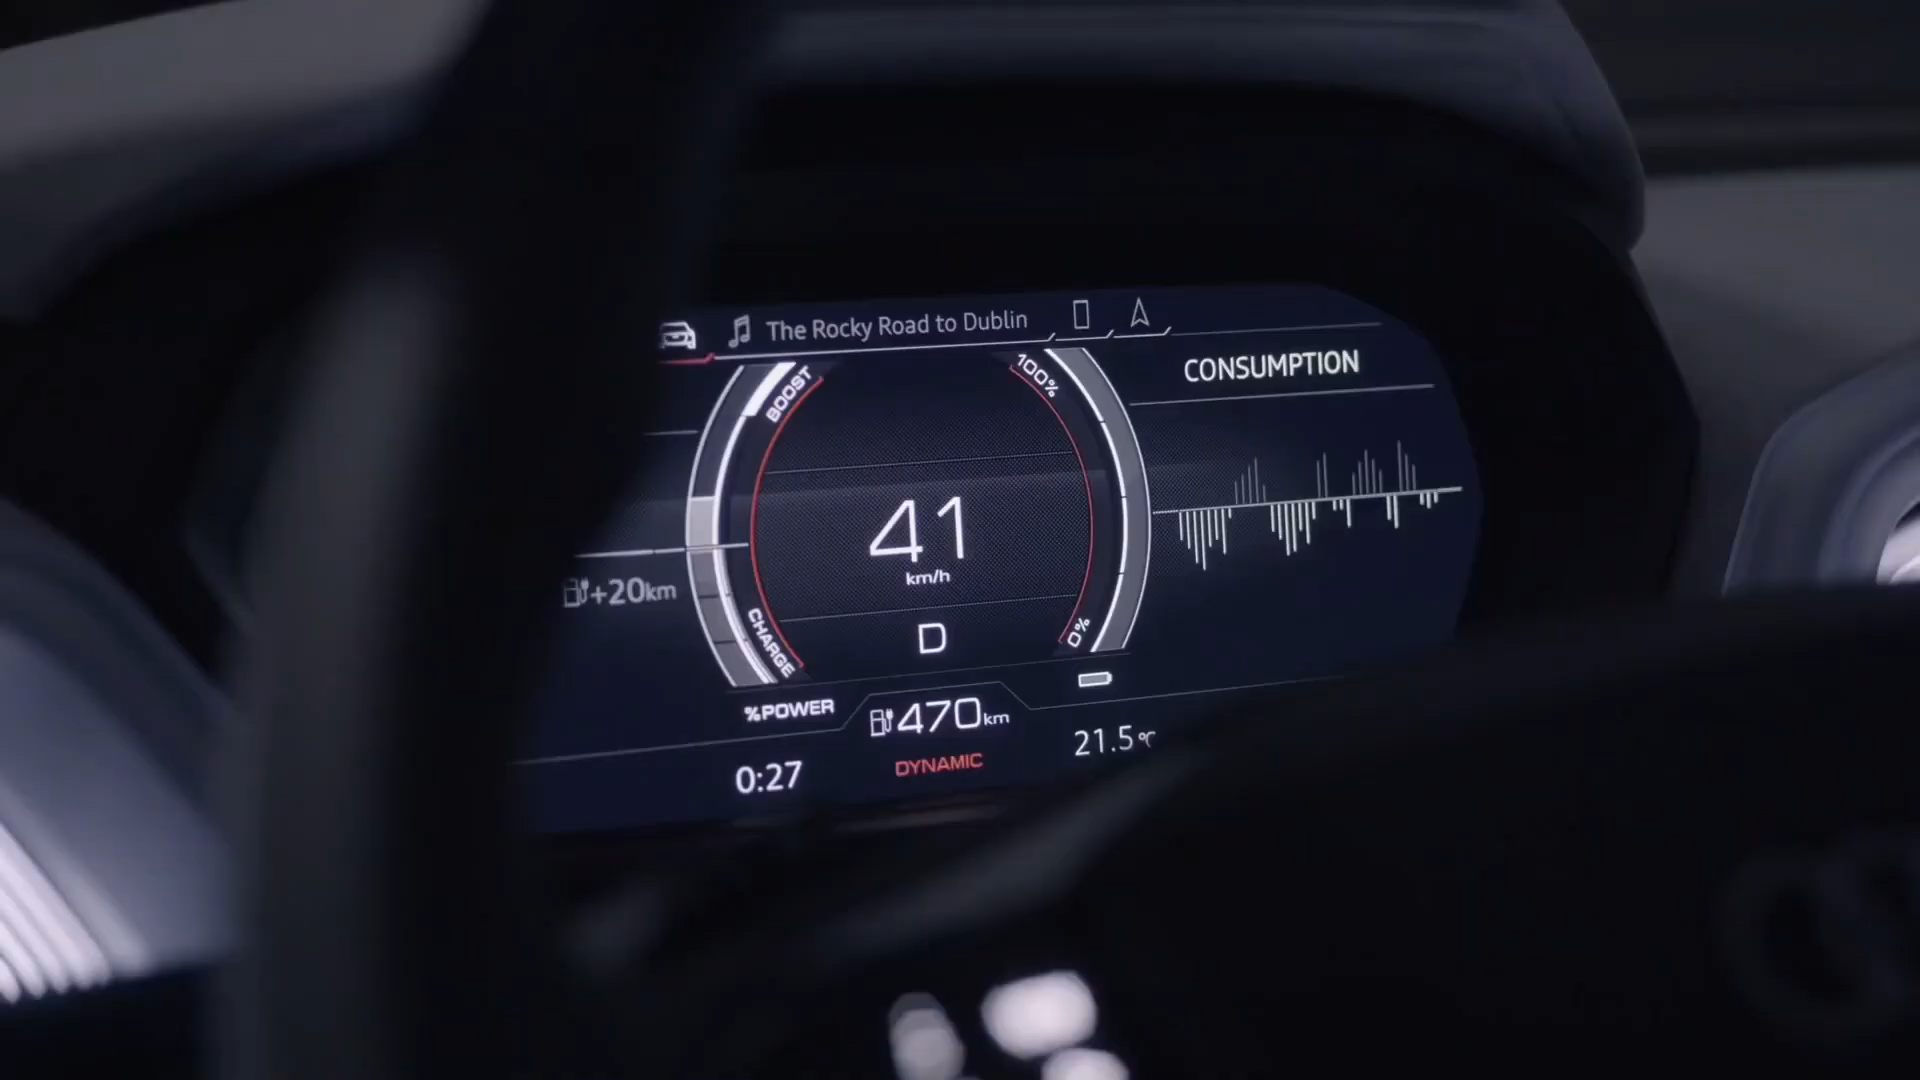 The Rocky Road to Dublin
CONSUMPTION
BOOST
100%
41
km/h
+20km
CHARGE
0%
D
%POWER
470km
21.5°C
0:27
DYNAMIC